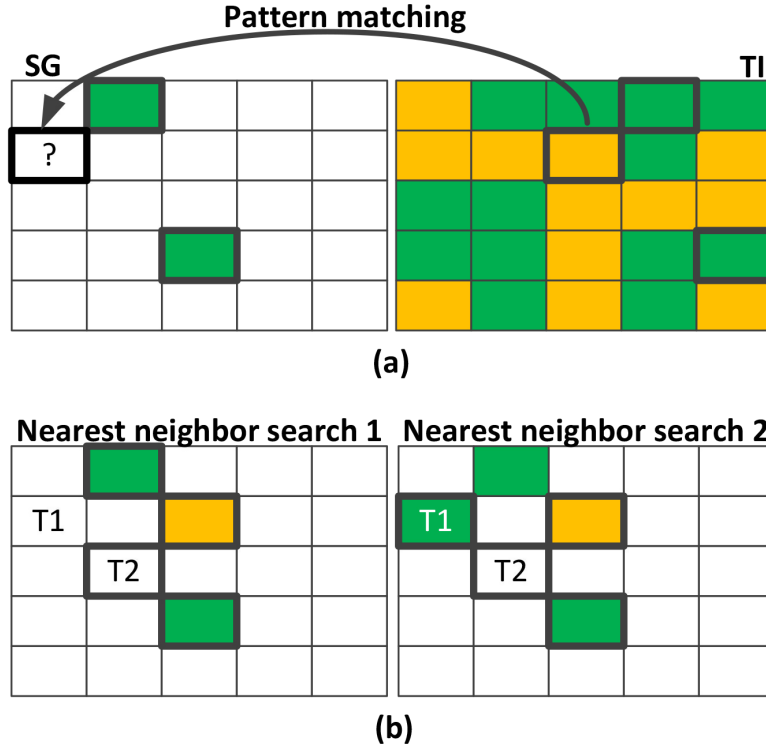 Pattern matching
SG
TI
?
(a)
Nearest neighbor search 1
Nearest neighbor search 2
T1
T1
T2
T2
(b)